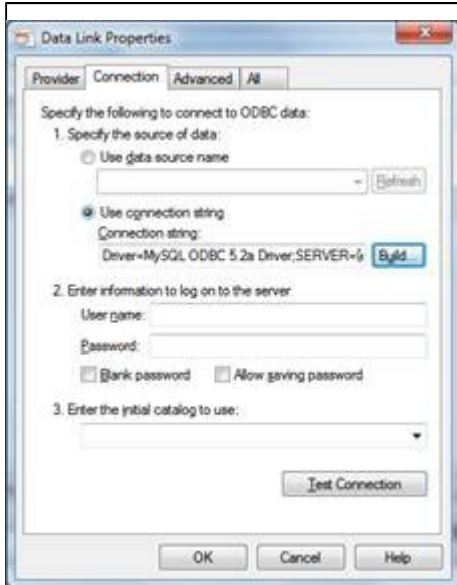 Data Link Properties
Provider Connection Advanced All
Specify the following to connect to ODBC data:
1. Specify the source of data:
Use data source name
Refresh
Use connection string
Connection string:
Driver=MySQL ODBC 5.2a Driver;SERVER= Build...
2. Enter information to log on to the server
User name:
Password:
Blank password Allow saving password
3. Enter the initial catalog to use:
Test Connection
OK Cancel Help